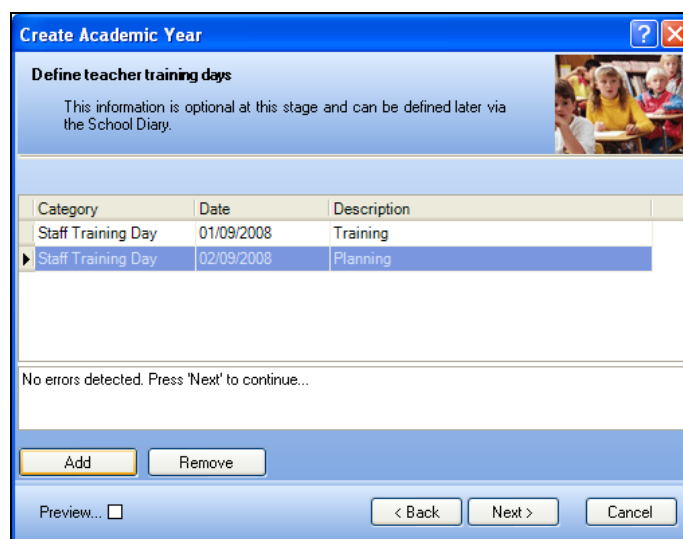 Create Academic Year
Define teacher training days
This information is optional at this stage and can be defined later via
the School Diary.
Category Date Description
Staff Training Day 01/09/2008 Training
Staff Training Day 02/09/2008 Planning
No errors detected. Press 'Next' to continue...
Add Remove
Preview... < Back Next > Cancel